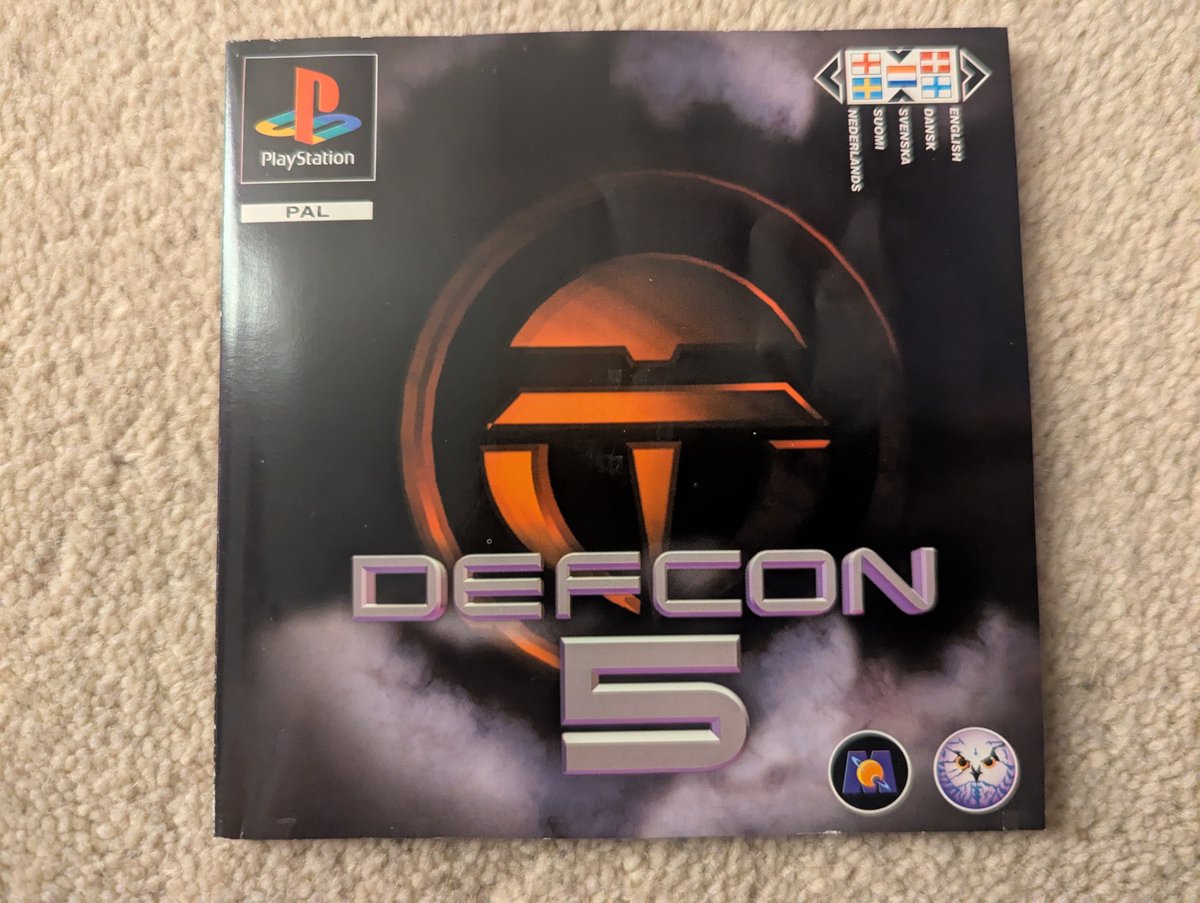 PlayStation
PAL
ENGLISH
DANSK
SVENSKA
SUOMI
NEDERLANDS
DEFCON
5
M